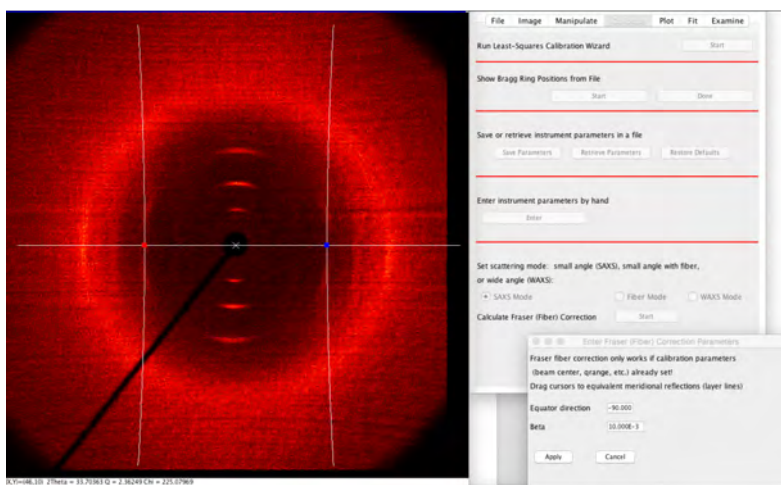 File Image Manipulate Plot Fit Examine
Run Least-Squares Calibration Wizard Start
Show Bragg Ring Positions from File
Start Done
Save or retrieve instrument parameters in a file
Save Parameters Retrieve Parameters Restore Defaults
Enter instrument parameters by hand
Enter
Set scattering mode: small angle (SAXS), small angle with fiber,
or wide angle (WAXS):
SAXS Mode Fiber Mode WAXS Mode
Calculate Fraser (Fiber) Correction Start
Enter Fraser (Fiber) Correction Parameters
Fraser fiber correction only works if calibration parameters
(beam center, qrange, etc.) already set!
Drag cursors to equivalent meridional reflections (layer lines)
Equator direction -90.000
Beta 10.000E-3
Apply Cancel
(X,Y)=(46,10) 2Theta = 33.70363 Q = 2.36249 Chi = 225.07969